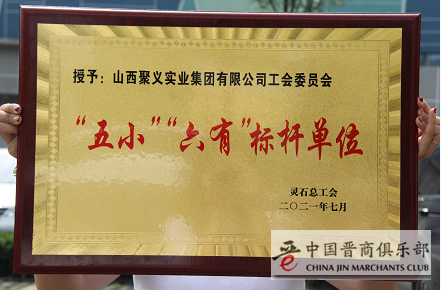 授予：山西聚义实业集团有限公司工会委员会
“五小”“六有”标杆单位
灵石总工会
二〇二一年七月
晋 中国晋商俱乐部
CHINA JIN MARCHANTS CLUB